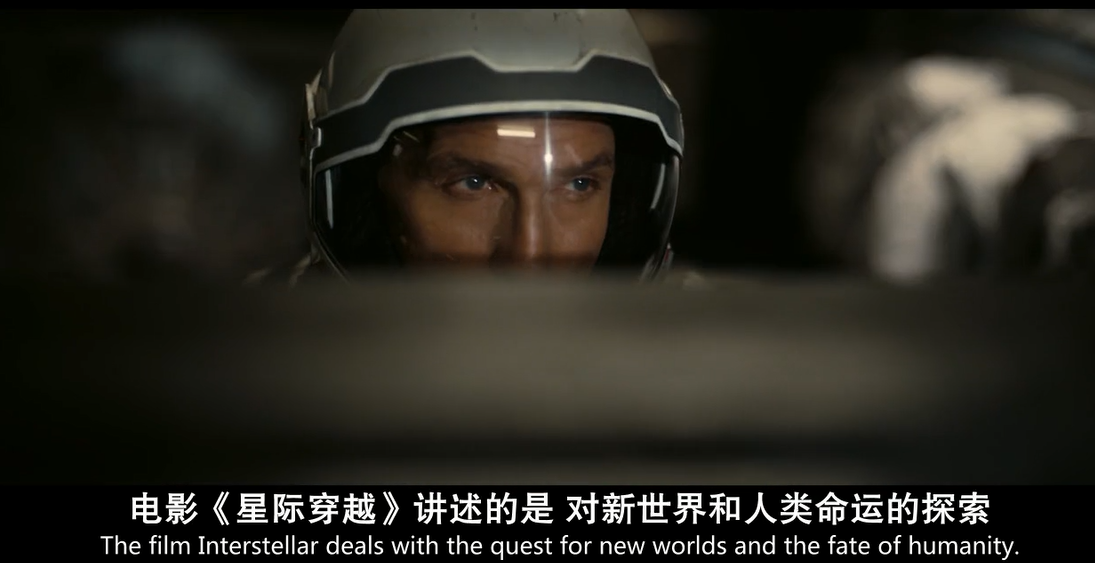 电影《星际穿越》讲述的是 对新世界和人类命运的探索
The film Interstellar deals with the quest for new worlds and the fate of humanity.